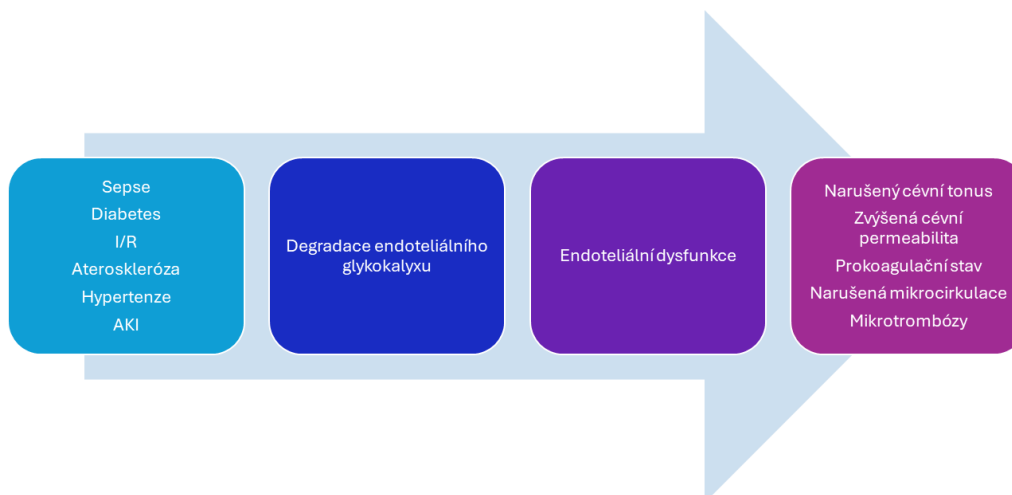 Sepse
Diabetes
I/R
Ateroskleróza
Hypertenze
AKI
Degradace endoteliálního
glykokalyxu
Endoteliální dysfunkce
Narušený cévní tonus
Zvýšená cévní
permeabilita
Prokoagulační stav
Narušená mikrocirkulace
Mikrotrombózy